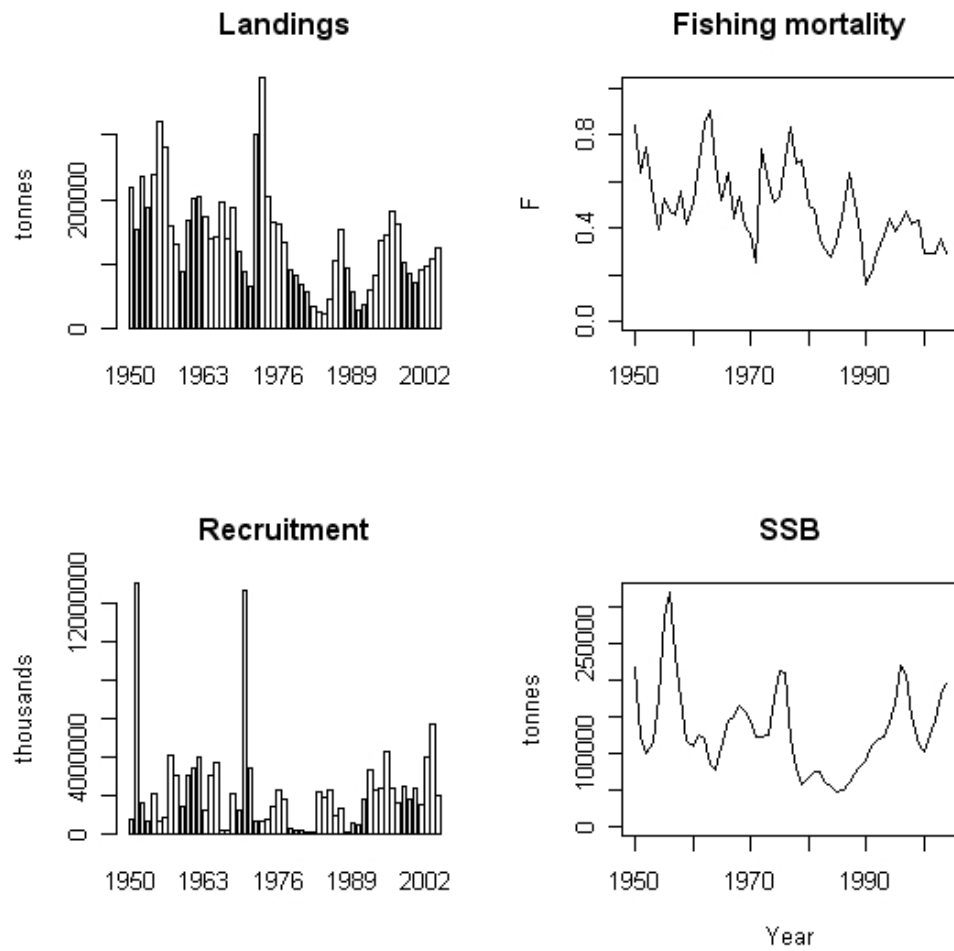 Landings
tonnes
200000
0
1950 1963 1976 1989 2002
Fishing mortality
F
0.8
0.4
0.0
1950 1970 1990
Recruitment
thousands
12000000
4000000
0
1950 1963 1976 1989 2002
SSB
tonnes
250000
100000
0
1950 1970 1990
Year